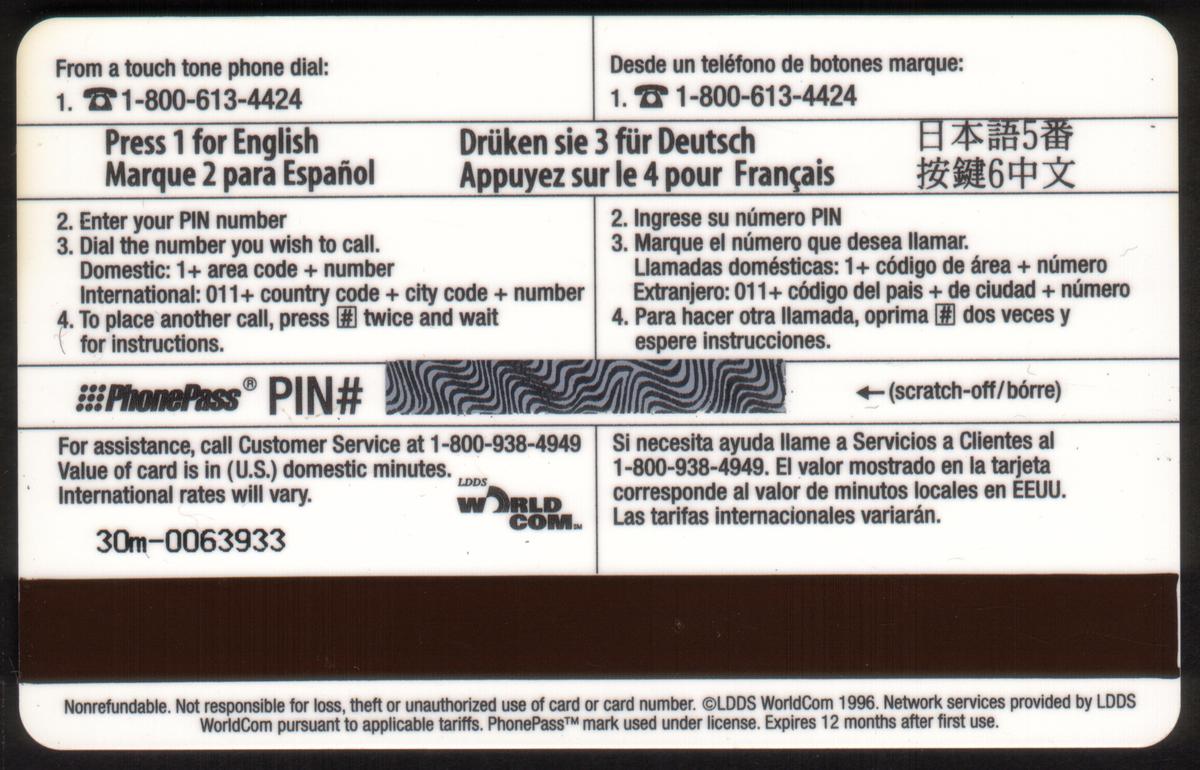 From a touch tone phone dial:
1. ☎ 1-800-613-4424
Desde un teléfono de botones marque:
1. ☎ 1-800-613-4424
Press 1 for English
Marque 2 para Español
Drüken sie 3 für Deutsch
Appuyez sur le 4 pour Français
日本語5番
按鍵6中文
2. Enter your PIN number
3. Dial the number you wish to call.
Domestic: 1+ area code + number
International: 011+ country code + city code + number
4. To place another call, press # twice and wait
for instructions.
2. Ingrese su número PIN
3. Marque el número que desea llamar.
Llamadas domésticas: 1+ código de área + número
Extranjero: 011+ código del pais + de ciudad + número
4. Para hacer otra llamada, oprima # dos veces y
espere instrucciones.
PhonePass® PIN#
←(scratch-off/bórre)
For assistance, call Customer Service at 1-800-938-4949
Value of card is in (U.S.) domestic minutes.
International rates will vary.
LDDS
WORLD
COM℠
30m-0063933
Si necesita ayuda llame a Servicios a Clientes al
1-800-938-4949. El valor mostrado en la tarjeta
corresponde al valor de minutos locales en EEUU.
Las tarifas internacionales variarán.
Nonrefundable. Not responsible for loss, theft or unauthorized use of card or card number. ©LDDS WorldCom 1996. Network services provided by LDDS
WorldCom pursuant to applicable tariffs. PhonePass™ mark used under license. Expires 12 months after first use.